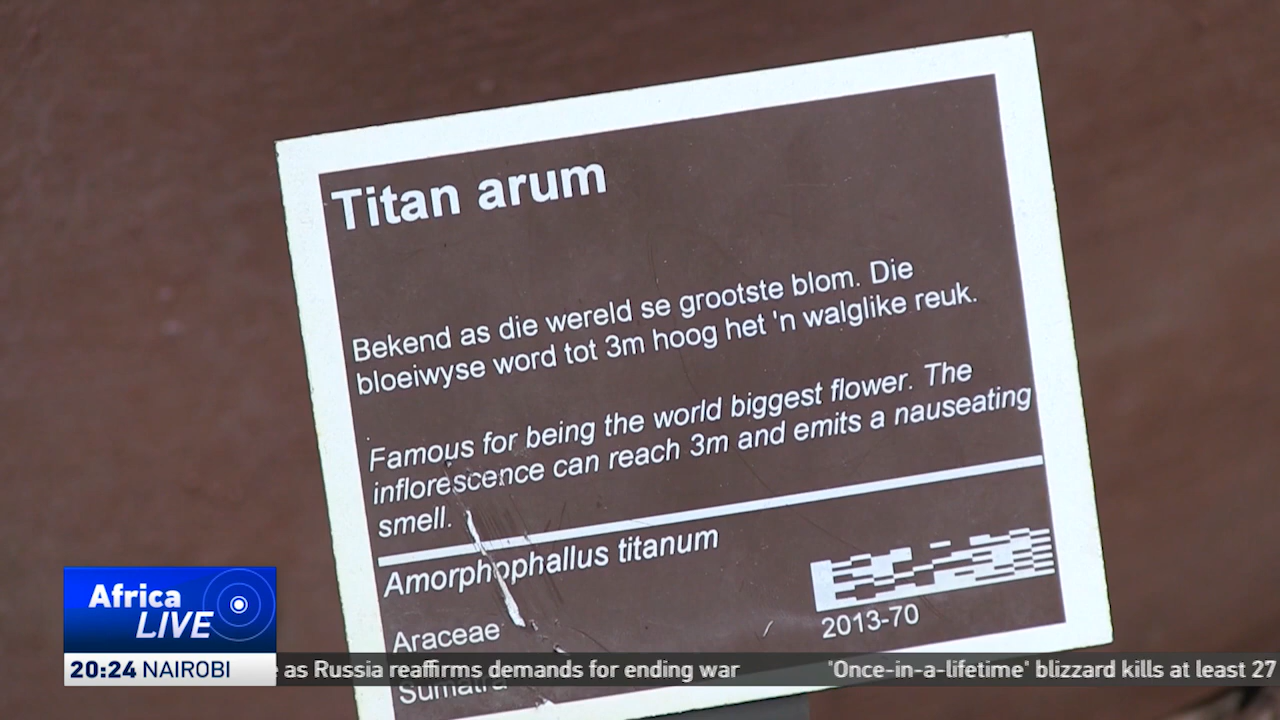 Titan arum
Bekend as die wereld se grootste blom. Die
bloeiwyse word tot 3m hoog het 'n walglike reuk.
Famous for being the world biggest flower. The
inflorescence can reach 3m and emits a nauseating
smell.
Amorphophallus titanum
Araceae
2013-70
Sumatra
Africa
LIVE
20:24 NAIROBI
as Russia reaffirms demands for ending war
"Once-in-a-lifetime" blizzard kills at least 27